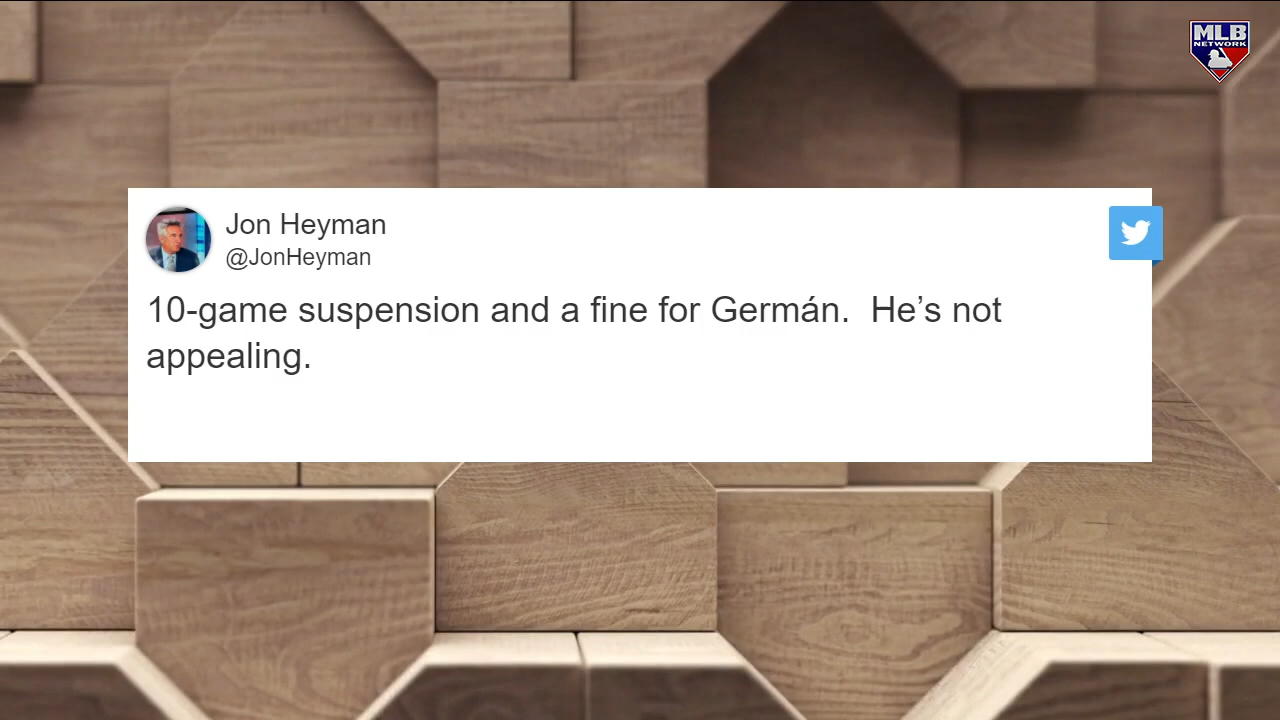 MLB
NETWORK
Jon Heyman
@JonHeyman
10-game suspension and a fine for Germán.  He’s not
appealing.